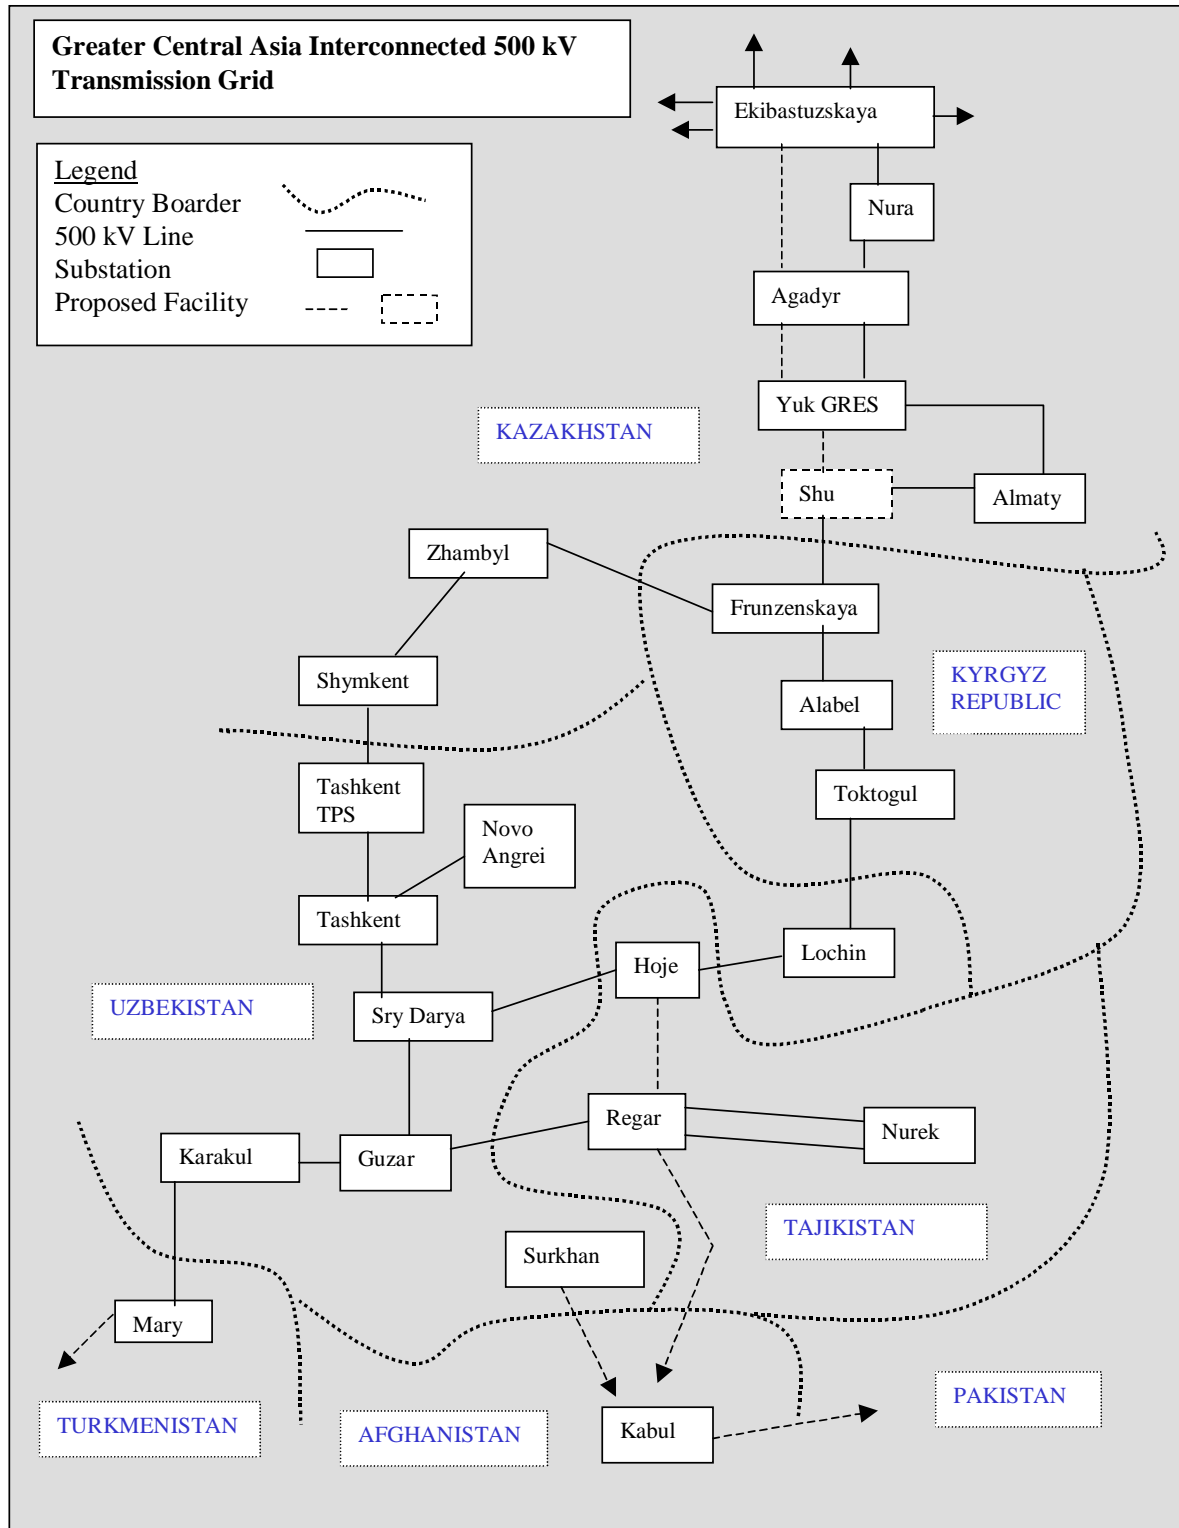 Greater Central Asia Interconnected 500 kV
Transmission Grid
Legend
Country Boarder
500 kV Line
Substation
Proposed Facility
Ekibastuzskaya
Nura
Agadyr
Yuk GRES
KAZAKHSTAN
Shu
Almaty
Zhambyl
Frunzenskaya
Shymkent
KYRGYZ
REPUBLIC
Alabel
Tashkent
TPS
Toktogul
Novo
Angrei
Tashkent
Lochin
Hoje
UZBEKISTAN
Sry Darya
Regar
Nurek
Karakul
Guzar
TAJIKISTAN
Surkhan
Mary
TURKMENISTAN
AFGHANISTAN
Kabul
PAKISTAN